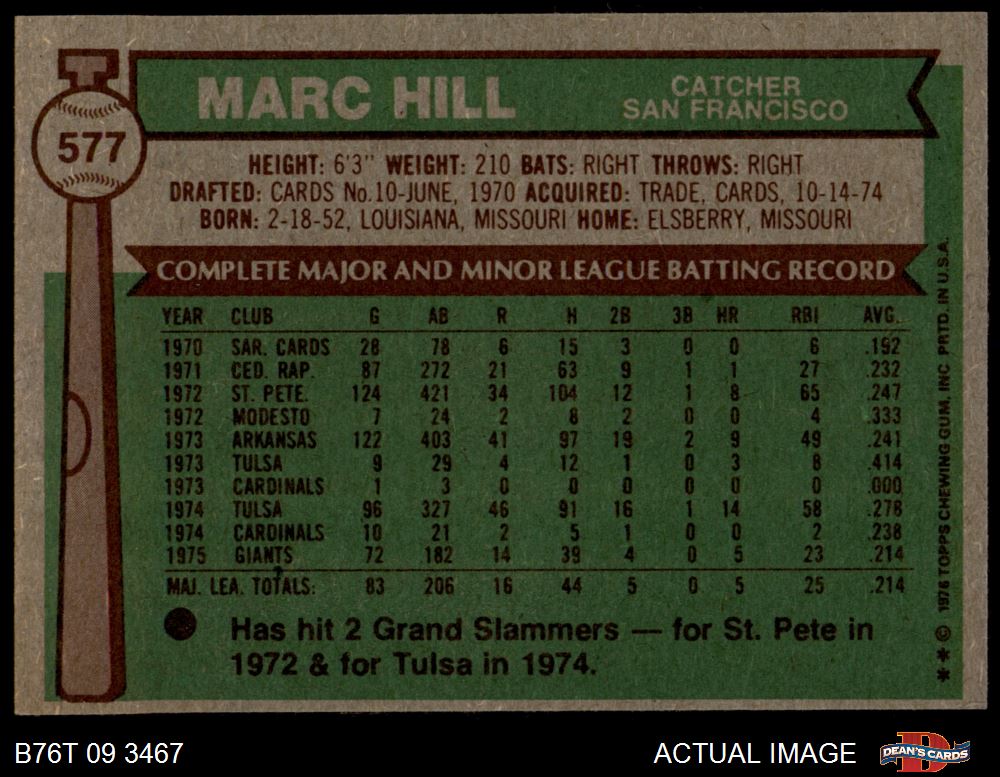 MARC HILL
CATCHER
SAN FRANCISCO
577
HEIGHT: 6'3" WEIGHT: 210 BATS: RIGHT THROWS: RIGHT
DRAFTED: CARDS No.10-JUNE, 1970 ACQUIRED: TRADE, CARDS, 10-14-74
BORN: 2-18-52, LOUISIANA, MISSOURI HOME: ELSBERRY, MISSOURI
COMPLETE MAJOR AND MINOR LEAGUE BATTING RECORD
YEAR CLUB G AB R H 2B 3B HR RBI AVG.
1970 SAR. CARDS 28 78 6 15 3 0 0 6 .192
1971 CED. RAP. 87 272 21 63 9 1 1 27 .232
1972 ST. PETE. 124 421 34 104 12 1 8 65 .247
1972 MODESTO 7 24 2 8 2 0 0 4 .333
1973 ARKANSAS 122 403 41 97 19 2 9 49 .241
1973 TULSA 9 29 4 12 1 0 3 8 .414
1973 CARDINALS 1 3 0 0 0 0 0 0 .000
1974 TULSA 96 327 46 91 16 1 14 58 .278
1974 CARDINALS 10 21 2 5 1 0 0 2 .238
1975 GIANTS 72 182 14 39 4 0 5 23 .214
MAJ. LEA. TOTALS: 83 206 16 44 5 0 5 25 .214
Has hit 2 Grand Slammers — for St. Pete in
1972 & for Tulsa in 1974.
** © 1976 TOPPS CHEWING GUM, INC PRTD. IN U.S.A.
B76T 09 3467
ACTUAL IMAGE
D
DEAN'S CARDS